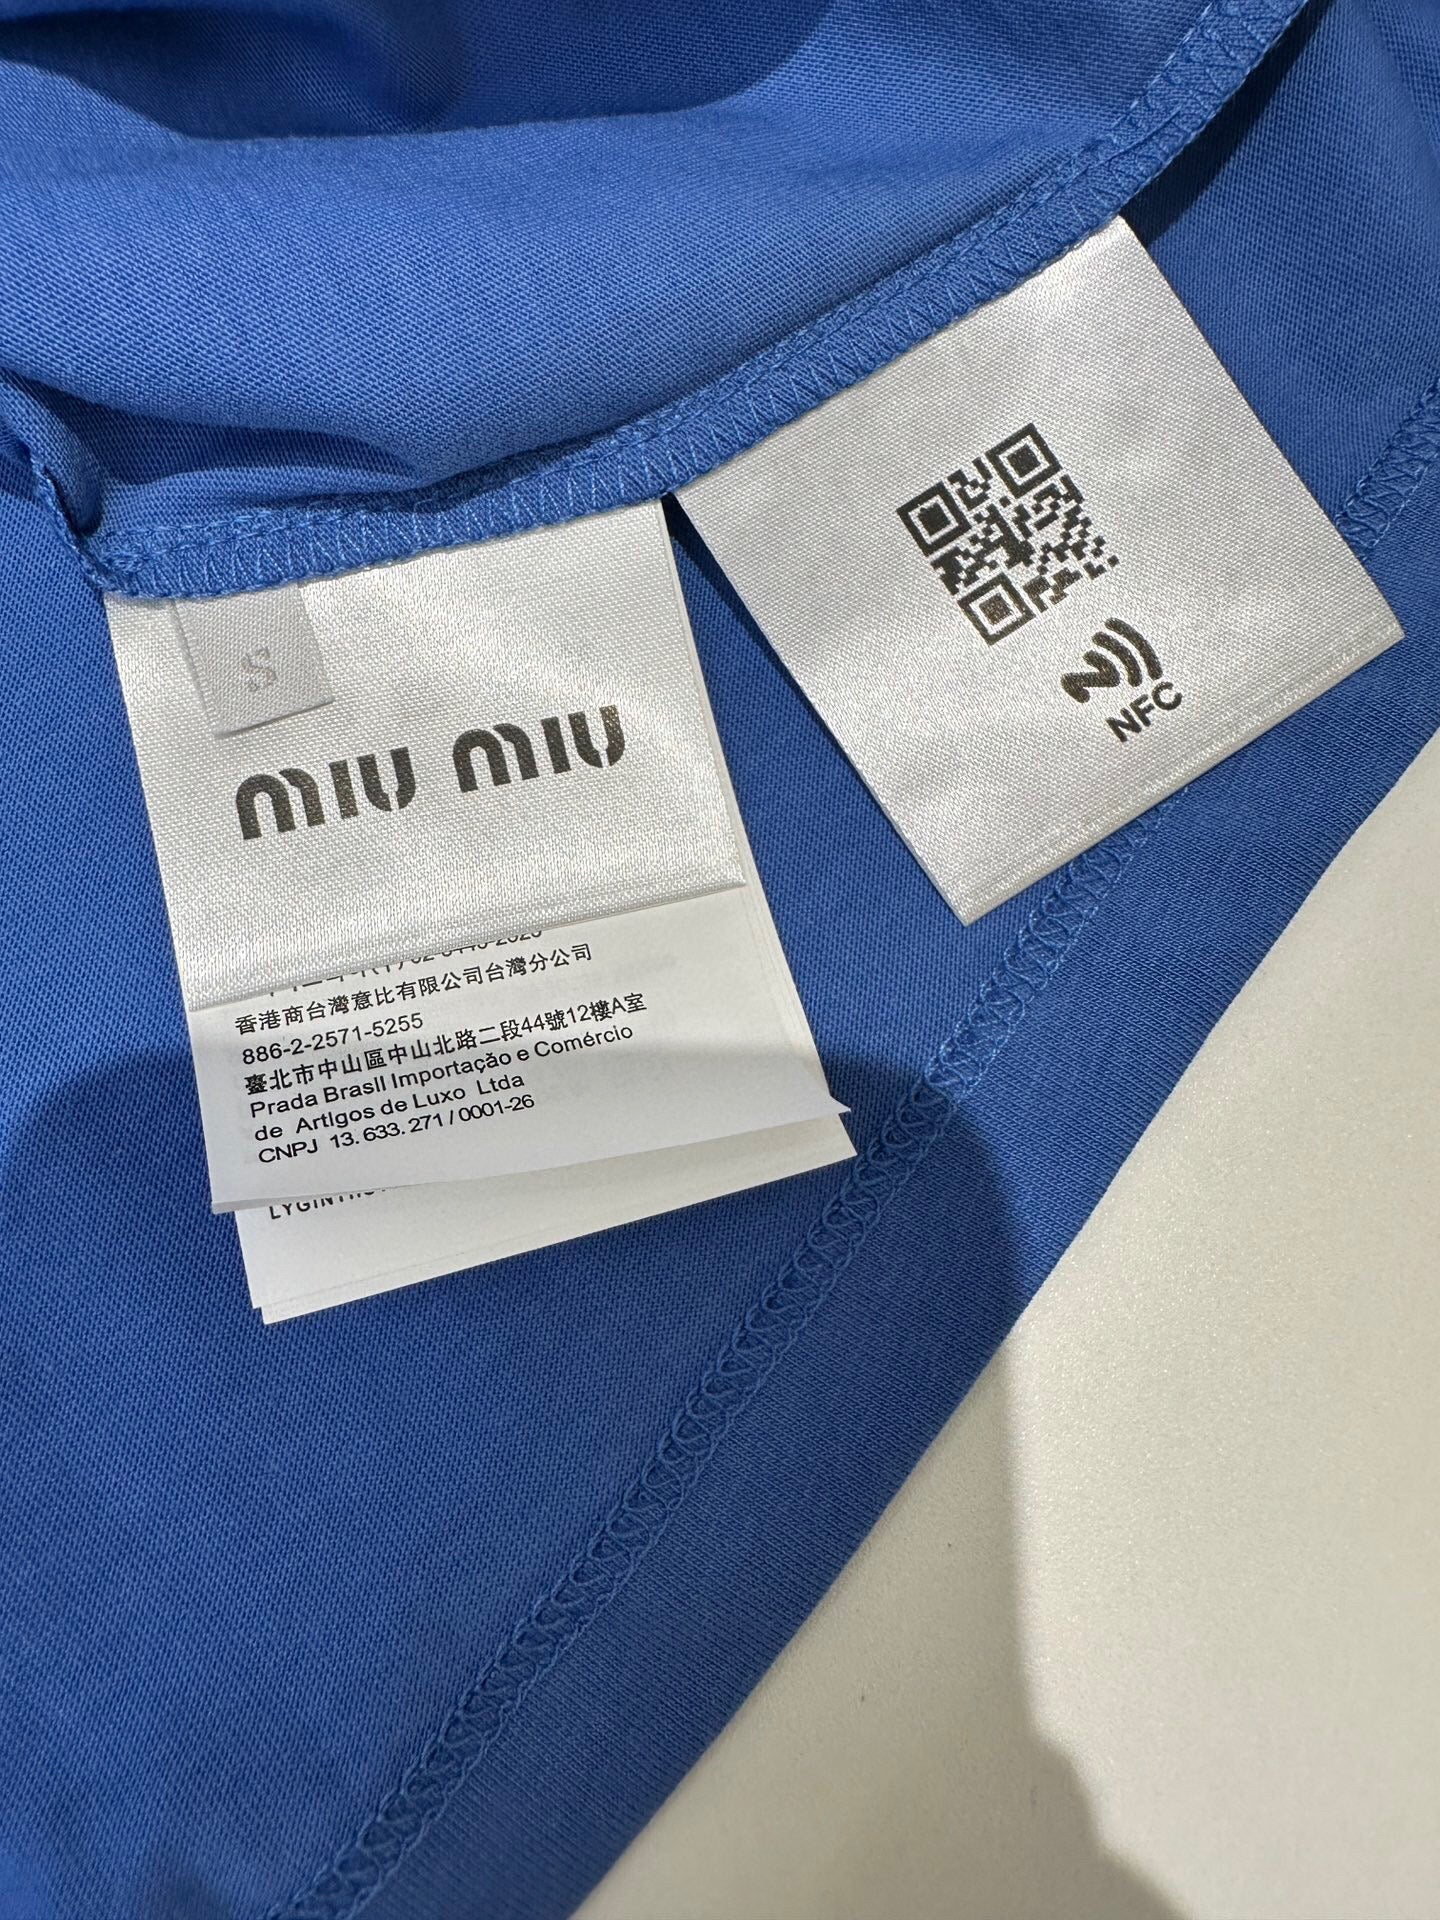 S
MIU MIU
香港商台灣意比有限公司台灣分公司
886-2-2571-5255
臺北市中山區中山北路二段44號12樓A室
Prada Brasil Importação e Comércio
de Artigos de Luxo Ltda
CNPJ 13.633.271/0001-26
NFC